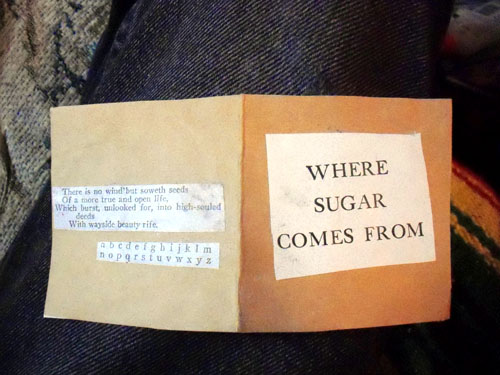 There is no wind but soweth seeds
Of a more true and open life,
Which burst, unlooked for, into high-souled
deeds
With wayside beauty rife.
a b c d e f g h i j k l m
n o p q r s t u v w x y z
WHERE
SUGAR
COMES FROM